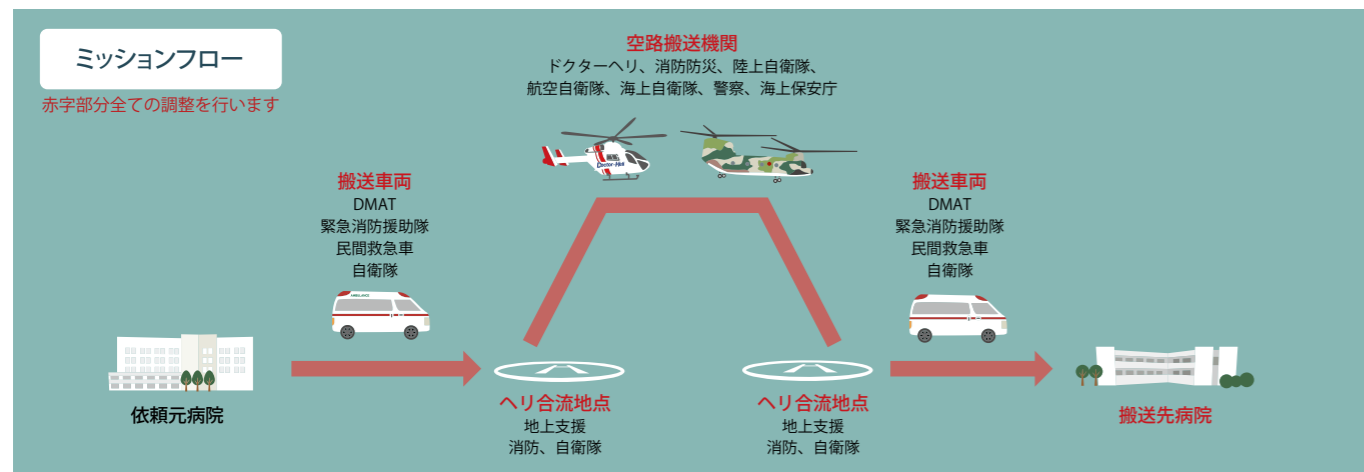 ミッションフロー
赤字部分全ての調整を行います
空路搬送機関
ドクターヘリ、消防防災、陸上自衛隊、
航空自衛隊、海上自衛隊、警察、海上保安庁
Doctor-Heli
搬送車両
DMAT
緊急消防援助隊
民間救急車
自衛隊
AMBULANCE
搬送車両
DMAT
緊急消防援助隊
民間救急車
自衛隊
依頼元病院
ヘリ合流地点
地上支援
消防、自衛隊
ヘリ合流地点
地上支援
消防、自衛隊
搬送先病院